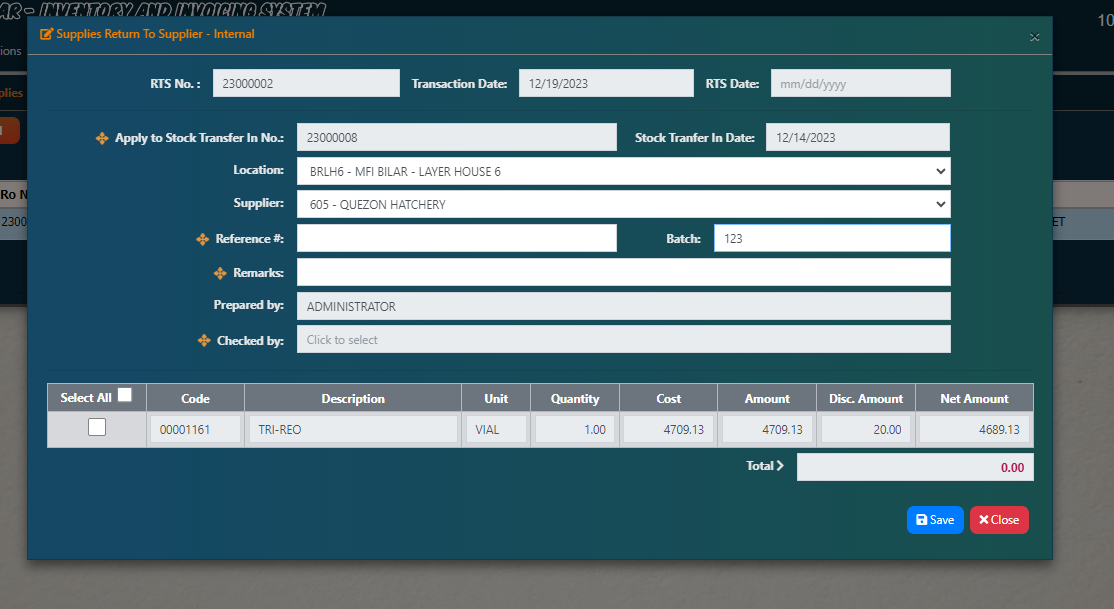 AR - INVENTORY AND INVOICING SYSTEM
10
Supplies Return To Supplier - Internal
×
ions
RTS No. : 23000002 Transaction Date: 12/19/2023 RTS Date: mm/dd/yyyy
plies
Apply to Stock Transfer In No.: 23000008 Stock Tranfer In Date: 12/14/2023
Location: BRLH6 - MFI BILAR - LAYER HOUSE 6
Ro N
Supplier: 605 - QUEZON HATCHERY
2300
ET
Reference #: Batch: 123
Remarks:
Prepared by: ADMINISTRATOR
Checked by: Click to select
Select All Code Description Unit Quantity Cost Amount Disc. Amount Net Amount
00001161 TRI-REO VIAL 1.00 4709.13 4709.13 20.00 4689.13
Total 0.00
Save Close